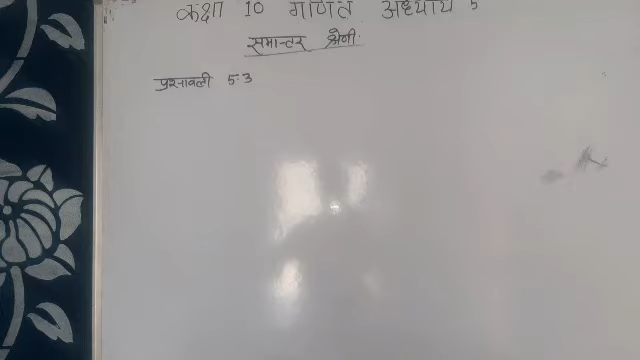 कक्षा 10 गणित अध्याय 5
समान्तर श्रेणी
प्रश्नावली 5.3